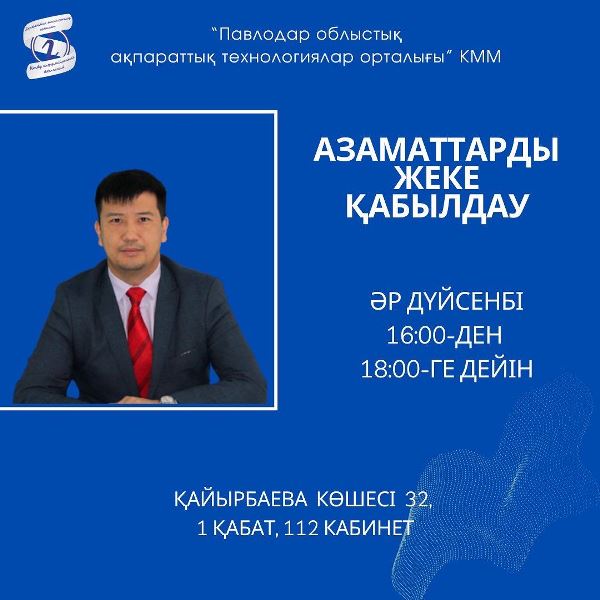 "Павлодар облыстық
ақпараттық технологиялар орталығы" КММ
АЗАМАТТАРДЫ
ЖЕКЕ
ҚАБЫЛДАУ
ӘР ДҮЙСЕНБІ
16:00-ДЕН
18:00-ГЕ ДЕЙІН
ҚАЙЫРБАЕВА КӨШЕСІ 32,
1 ҚАБАТ, 112 КАБИНЕТ